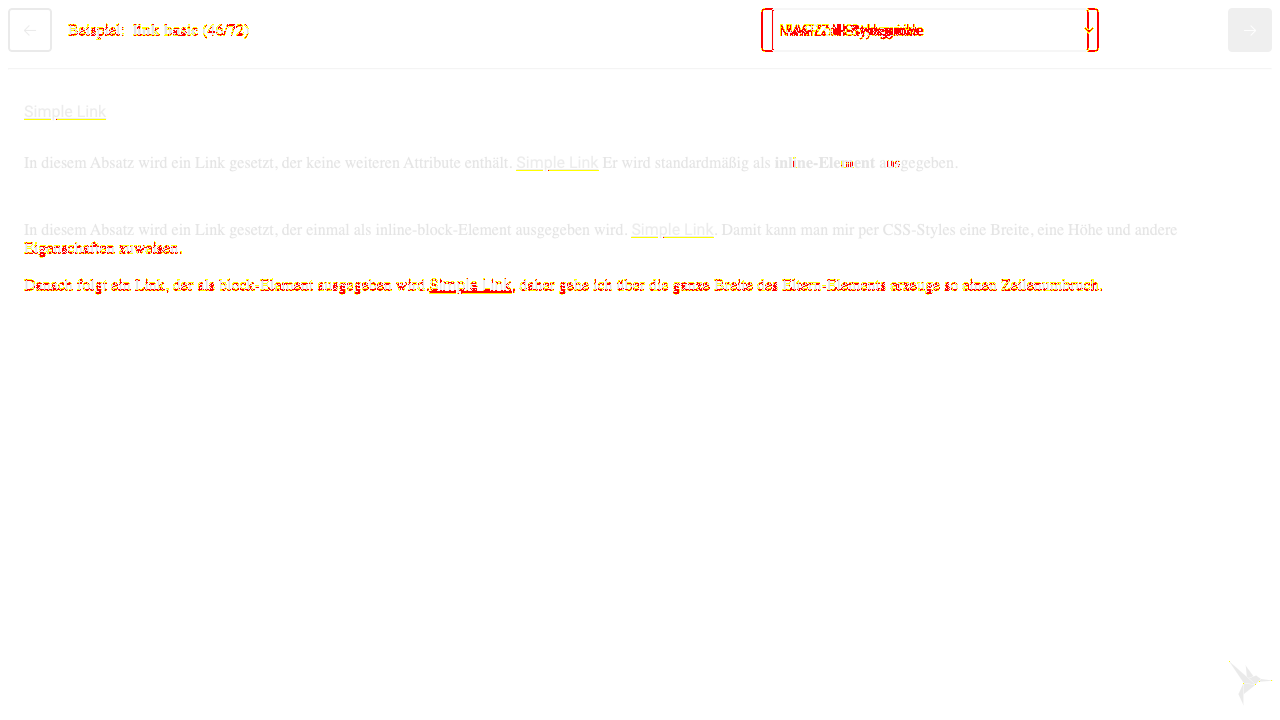 Beispiel: link basic (46/72)
Simple Link
In diesem Absatz wird ein Link gesetzt, der keine weiteren Attribute enthält. Simple Link Er wird standardmäßig als inline-Element ausgegeben.
In diesem Absatz wird ein Link gesetzt, der einmal als inline-block-Element ausgegeben wird. Simple Link. Damit kann man mir per CSS-Styles eine Breite, eine Höhe und andere
Eigenschaften zuweisen.
Danach folgt ein Link, der als block-Element ausgegeben wird.Simple Link, daher gehe ich über die ganze Breite des Eltern-Elements erzeuge so einen Zeilenumbruch.